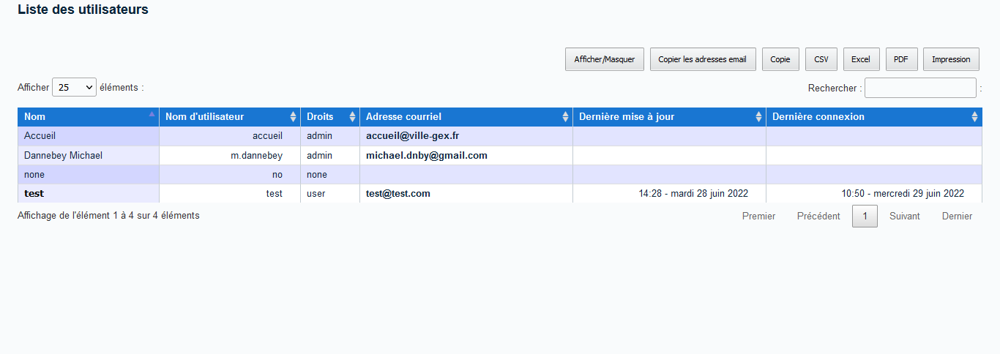 Liste des utilisateurs
Afficher/Masquer Copier les adresses email Copie CSV Excel PDF Impression
Afficher 25 éléments : Rechercher : :
Nom Nom d'utilisateur Droits Adresse courriel Dernière mise à jour Dernière connexion
Accueil accueil admin accueil@ville-gex.fr
Dannebey Michael m.dannebey admin michael.dnby@gmail.com
none no none
test test user test@test.com 14:28 - mardi 28 juin 2022 10:50 - mercredi 29 juin 2022
Affichage de l'élément 1 à 4 sur 4 éléments Premier Précédent 1 Suivant Dernier